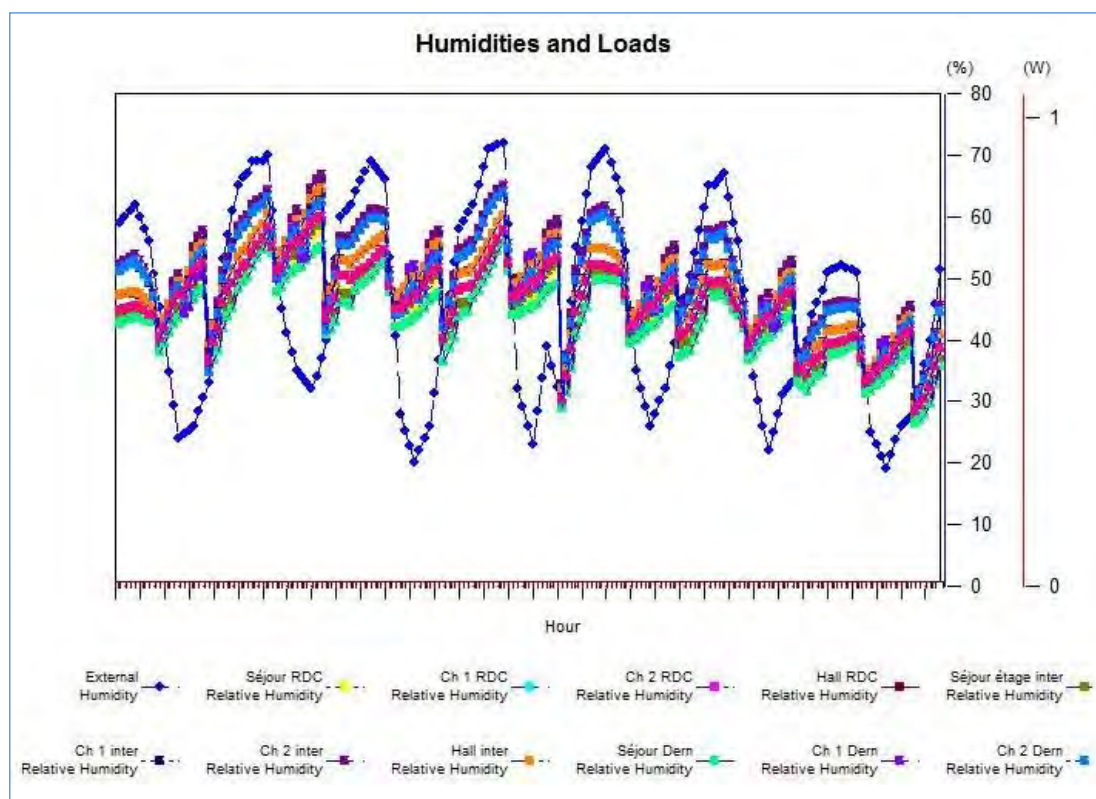 Humidities and Loads
(%) (W)
80
1
70
60
50
40
30
20
10
0 0
Hour
External Humidity
Séjour RDC Relative Humidity
Ch 1 RDC Relative Humidity
Ch 2 RDC Relative Humidity
Hall RDC Relative Humidity
Séjour étage inter Relative Humidity
Ch 1 inter Relative Humidity
Ch 2 inter Relative Humidity
Hall inter Relative Humidity
Séjour Dern Relative Humidity
Ch 1 Dern Relative Humidity
Ch 2 Dern Relative Humidity